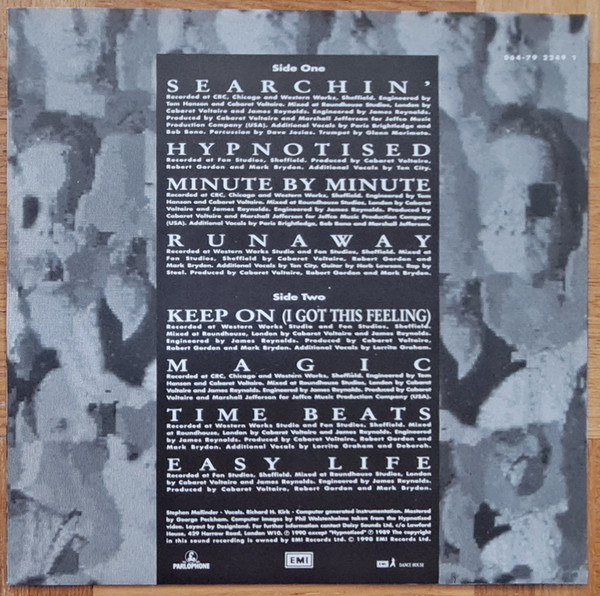 064-79 3249 1
Side One
SEARCHIN'
Recorded at CRC, Chicago and Western Works, Sheffield. Engineered by
Tom Hanson and Cabaret Voltaire. Mixed at Roundhouse Studios, London by
Cabaret Voltaire and James Reynolds. Engineered by James Reynolds.
Produced by Cabaret Voltaire and Marshall Jefferson for Jeffco Music
Production Company (USA). Additional Vocals by Paris Brightledge and
Bob Bone. Percussion by Dave Josias. Trumpet by Glenn Marimoto.
HYPNOTISED
Recorded at Fon Studios, Sheffield. Produced by Cabaret Voltaire,
Robert Gordon and Mark Brydon. Additional Vocals by Ten City.
MINUTE BY MINUTE
Recorded at CRC, Chicago and Western Works, Sheffield. Engineered by Tom
Hanson and Cabaret Voltaire. Mixed at Roundhouse Studios, London by Cabaret
Voltaire and James Reynolds. Engineered by James Reynolds. Produced by
Cabaret Voltaire and Marshall Jefferson for Jeffco Music Production Company
(USA). Additional Vocals by Paris Brightledge, Bob Bone and Marshall Jefferson.
RUNAWAY
Recorded at Western Works Studio and Fon Studios, Sheffield. Mixed at
Fon Studios, Sheffield by Cabaret Voltaire, Robert Gordon and
Mark Brydon. Additional Vocals by Ten City. Guitar by Herb Lawson. Rap by
Steel. Produced by Cabaret Voltaire, Robert Gordon and Mark Brydon.
Side Two
KEEP ON (I GOT THIS FEELING)
Recorded at Western Works Studio and Fon Studios, Sheffield.
Mixed at Roundhouse, London by Cabaret Voltaire and James Reynolds.
Engineered by James Reynolds. Produced by Cabaret Voltaire,
Robert Gordon and Mark Brydon. Additional Vocals by Lorrita Graham.
MAGIC
Recorded at CRC, Chicago and Western Works, Sheffield. Engineered by Tom
Hanson and Cabaret Voltaire. Mixed at Roundhouse Studios, London by Cabaret
Voltaire and James Reynolds. Engineered by James Reynolds. Produced by Cabaret
Voltaire and Marshall Jefferson for Jeffco Music Production Company (USA).
TIME BEATS
Recorded at Western Works Studio and Fon Studios, Sheffield. Mixed
at Roundhouse, London by Cabaret Voltaire and James Reynolds. Engineered
by James Reynolds. Produced by Cabaret Voltaire, Robert Gordon and
Mark Brydon. Additional Vocals by Lorrita Graham and Deborah.
EASY LIFE
Recorded at Fon Studios, Sheffield. Mixed at Roundhouse Studios, London
by Cabaret Voltaire and James Reynolds. Engineered by James Reynolds.
Produced by Cabaret Voltaire, Robert Gordon and Mark Brydon.
Stephen Mallinder - Vocals. Richard H. Kirk - Computer generated instrumentation. Mastered
by George Peckham. Computer images by Phil Wolstenholme taken from the Hypnotised
video. Layout by Designland. For further information contact Daisy Sounds Ltd. c/o Lawford
House, 429 Harrow Road, London W10. ℗ 1990 except "Hypnotised" ℗ 1989 The copyright
in this sound recording is owned by EMI Records Ltd. © 1990 EMI Records Ltd.
PARLOPHONE
EMI
EMI
DANCE HOUSE